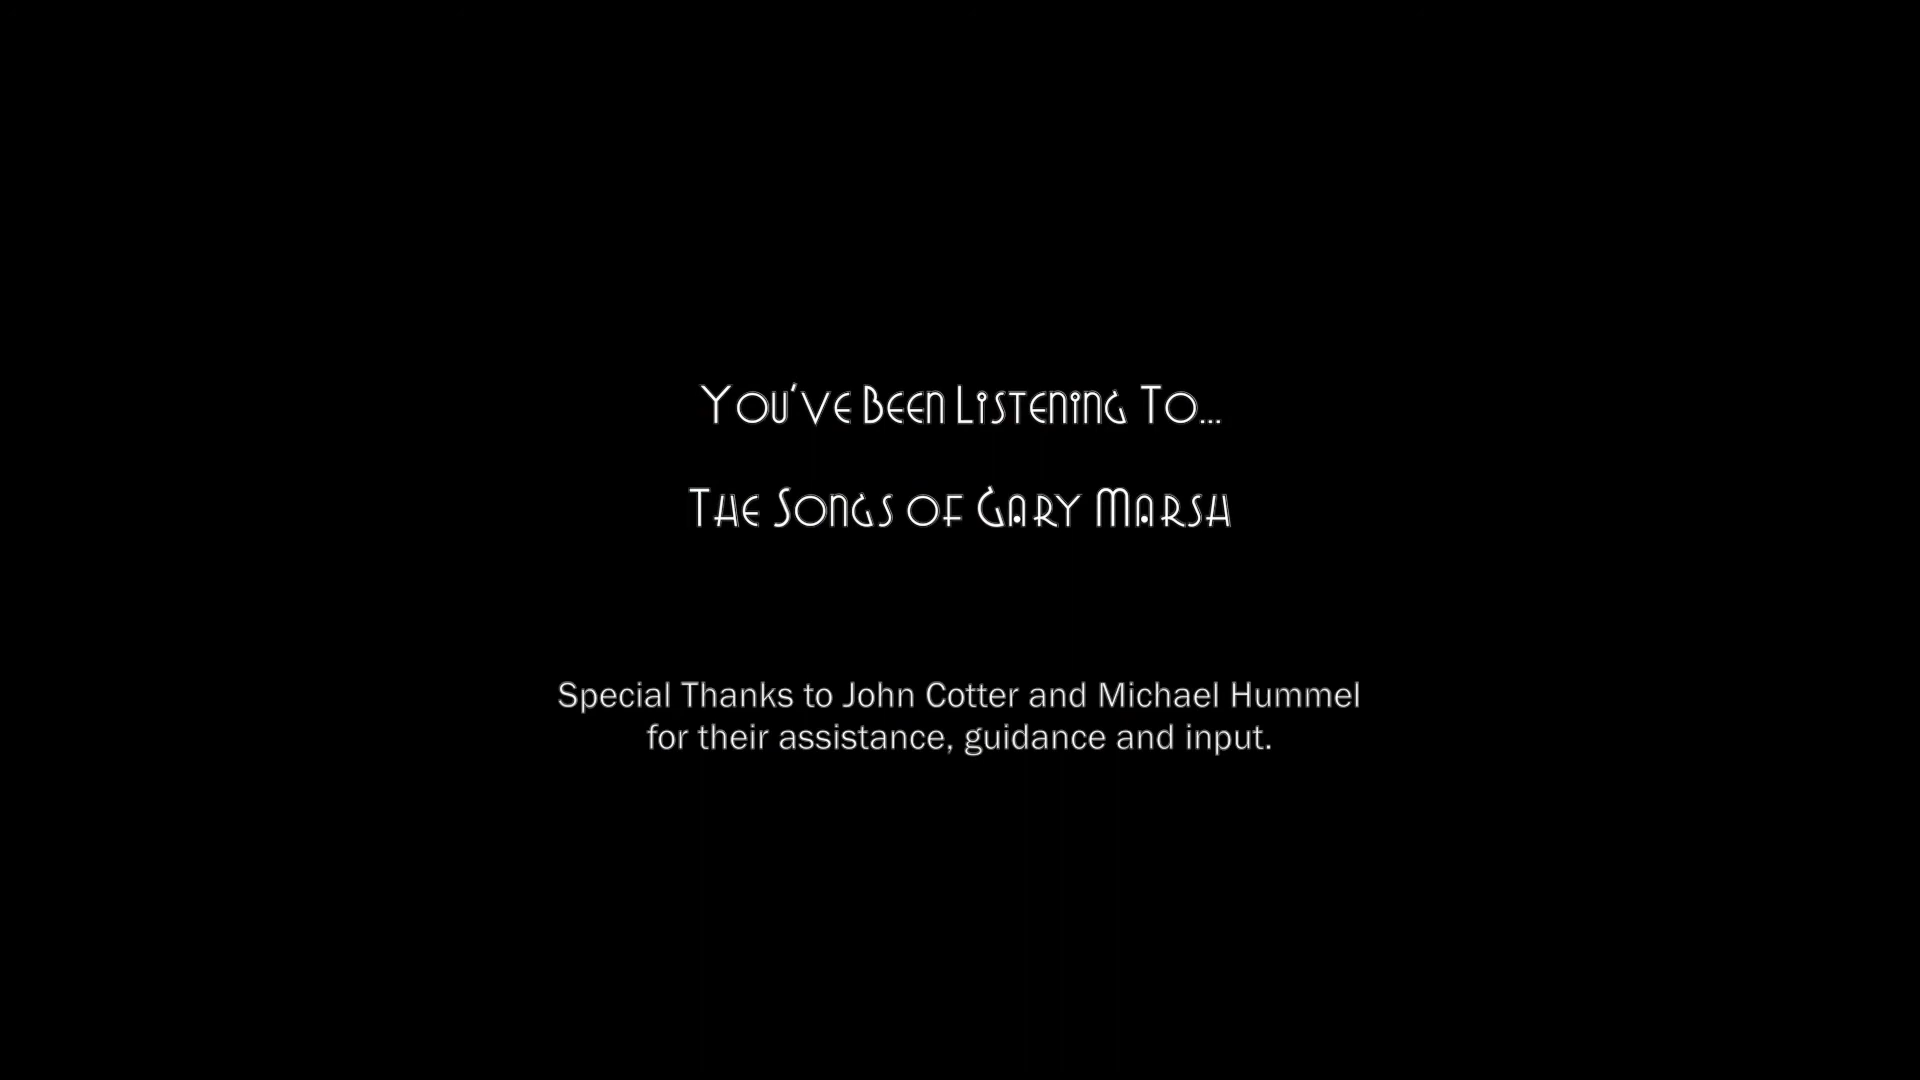 You've Been Listening To...
The Songs of Gary Marsh
Special Thanks to John Cotter and Michael Hummel
for their assistance, guidance and input.